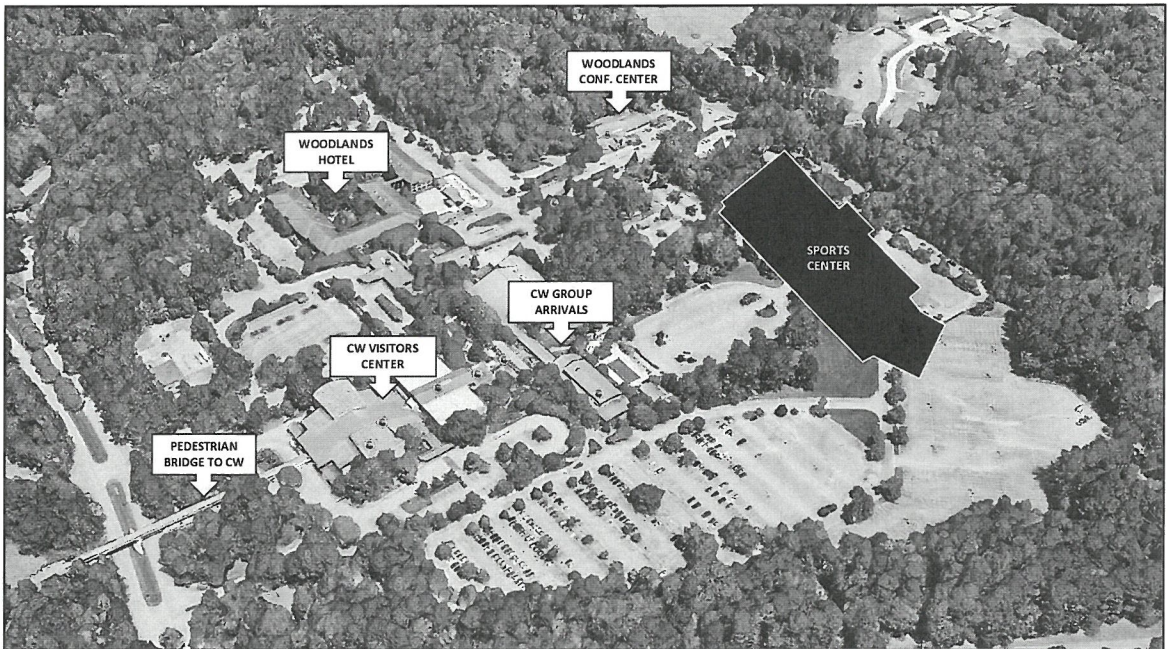 WOODLANDS
CONF. CENTER
WOODLANDS
HOTEL
SPORTS
CENTER
CW GROUP
ARRIVALS
CW VISITORS
CENTER
PEDESTRIAN
BRIDGE TO CW